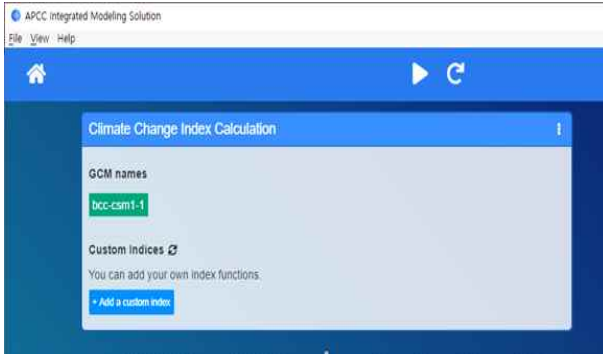 APCC Integrated Modeling Solution
File View Help
Climate Change Index Calculation
GCM names
bcc-csm1-1
Custom Indices
You can add your own index functions.
+ Add a custom index